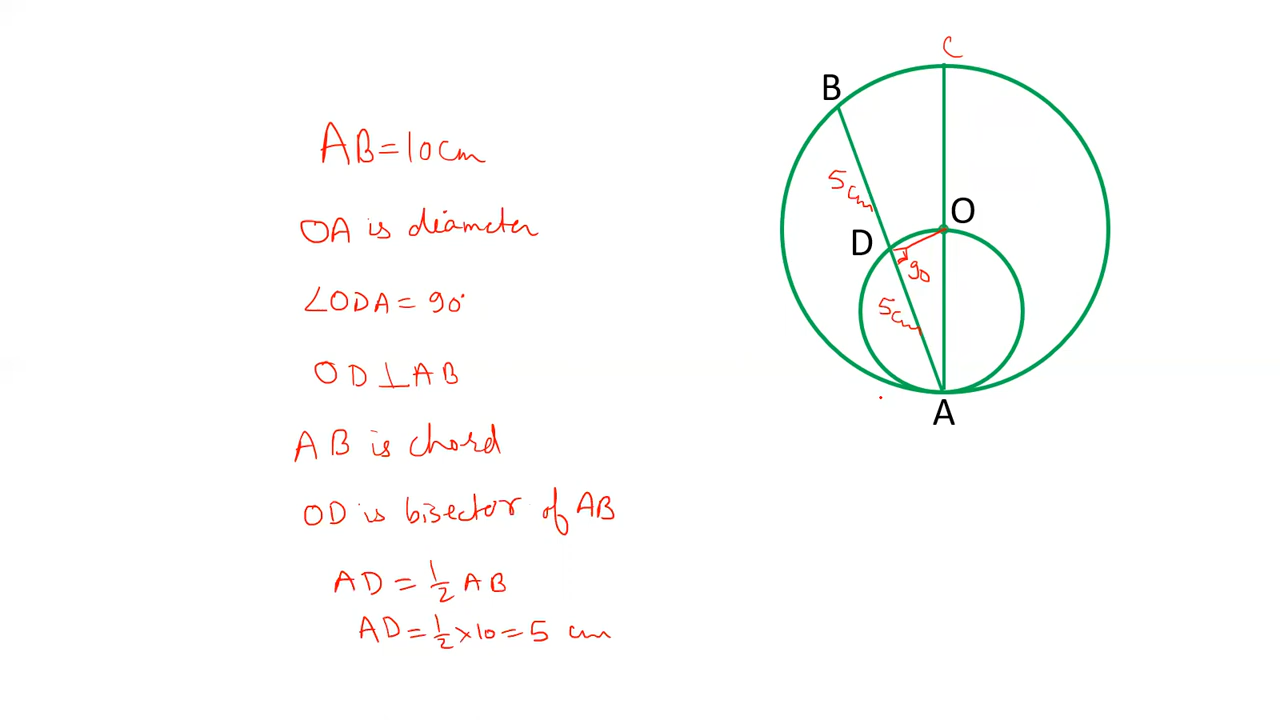 AB=10cm
OA is diameter
∠ODA = 90°
OD⊥AB
AB is chord
OD is bisector of AB
AD = 1/2 AB
AD = 1/2 × 10 = 5 cm
C
B
5cm
O
D
90
5cm
A